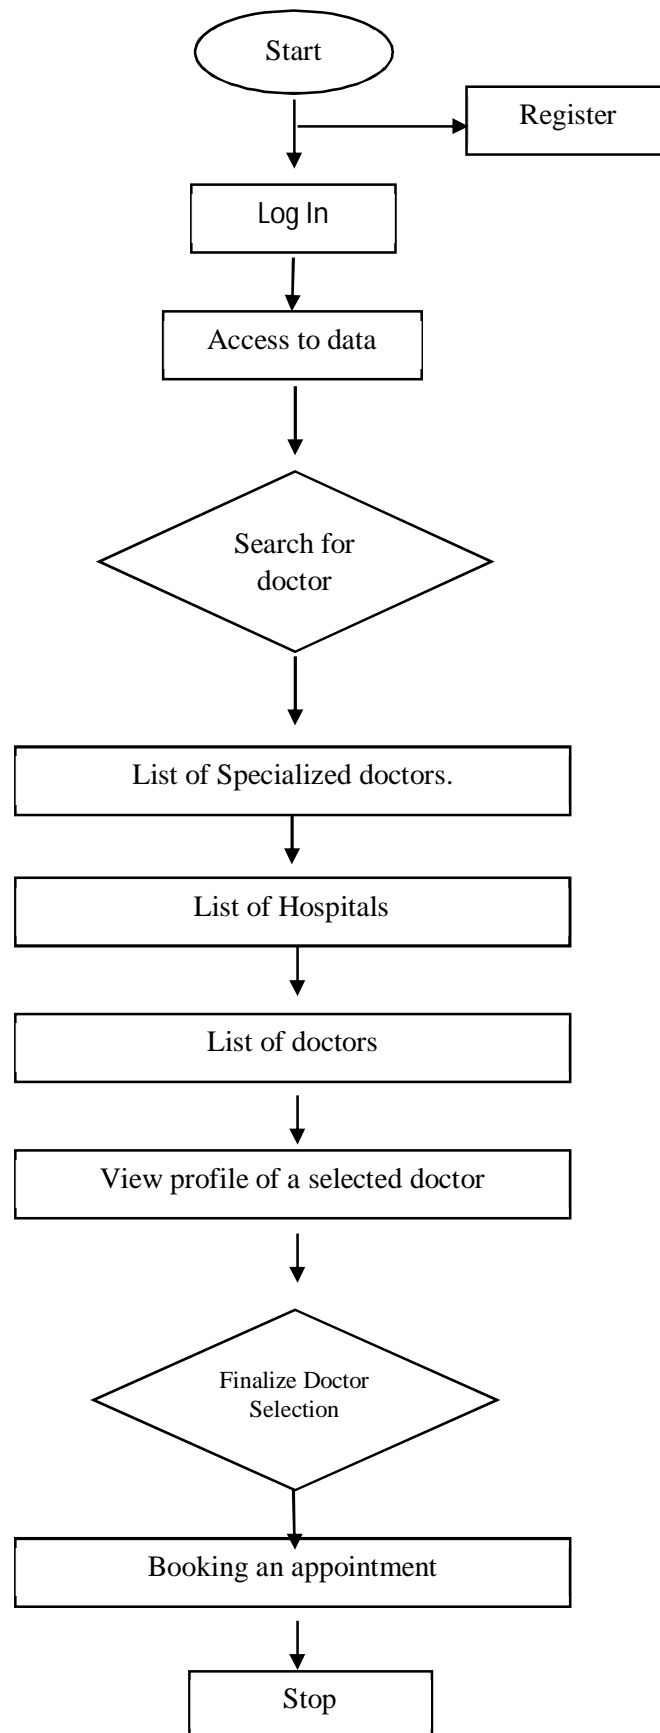 Start
Register
Log In
Access to data
Search for
doctor
List of Specialized doctors.
List of Hospitals
List of doctors
View profile of a selected doctor
Finalize Doctor
Selection
Booking an appointment
Stop